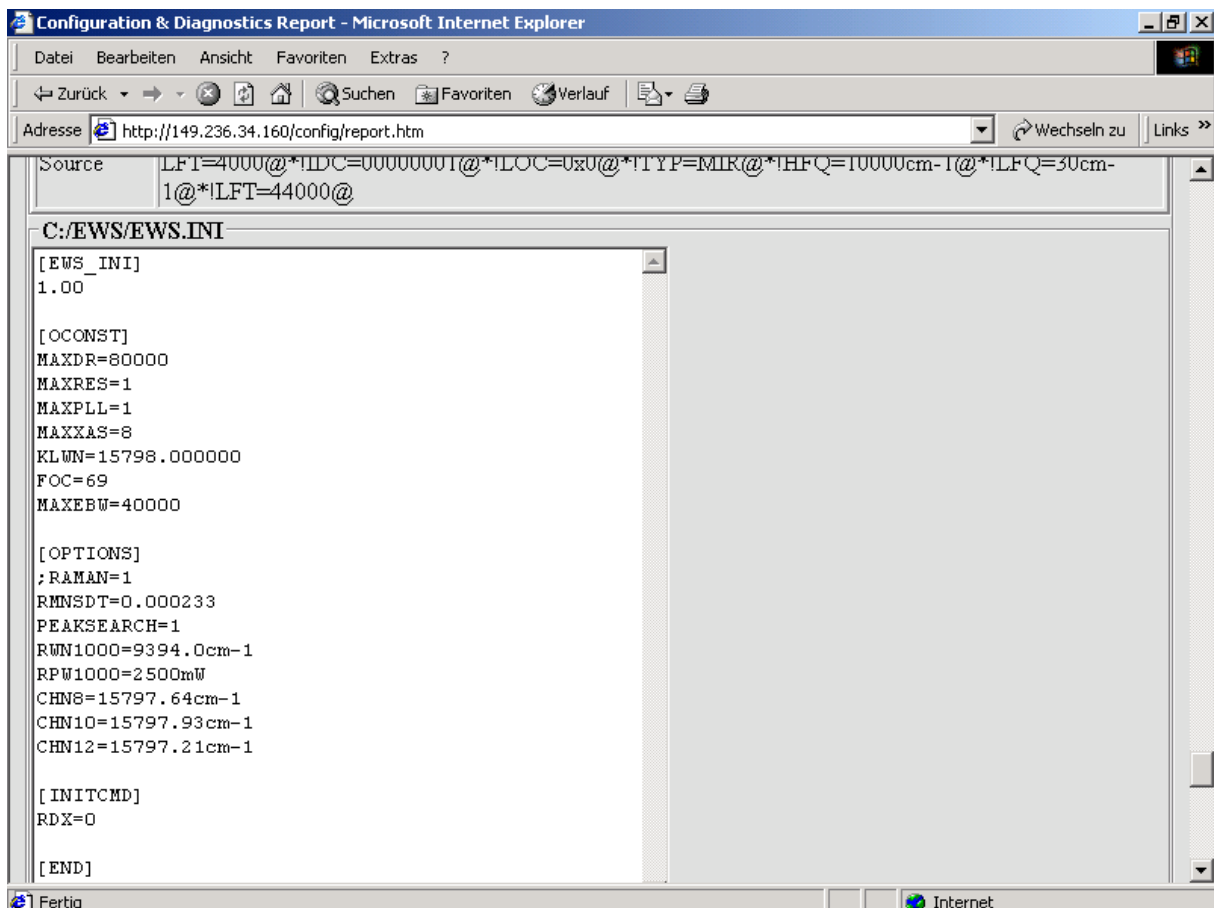 Configuration & Diagnostics Report - Microsoft Internet Explorer
Datei Bearbeiten Ansicht Favoriten Extras ?
Zurück Suchen Favoriten Verlauf
Adresse http://149.236.34.160/config/report.htm Wechseln zu Links »
Source LFT=4000@*!IDC=00000001@*!LOC=0x0@*!TYP=MIR@*!HFQ=10000cm-1@*!LFQ=30cm-
1@*!LFT=44000@
C:/EWS/EWS.INI
[EWS_INI]
1.00
[OCONST]
MAXDR=80000
MAXRES=1
MAXPLL=1
MAXXAS=8
KLWN=15798.000000
FOC=69
MAXEBW=40000
[OPTIONS]
;RAMAN=1
RMNSDT=0.000233
PEAKSEARCH=1
RWN1000=9394.0cm-1
RPW1000=2500mW
CHN8=15797.64cm-1
CHN10=15797.93cm-1
CHN12=15797.21cm-1
[INITCMD]
RDX=0
[END]
Fertig Internet